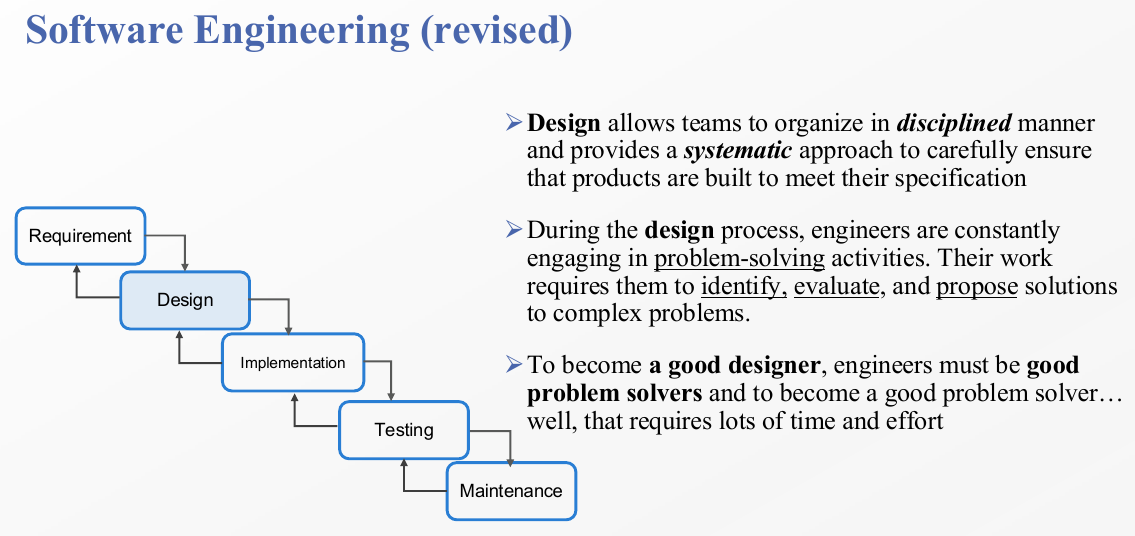 Software Engineering (revised)
Requirement
Design
Implementation
Testing
Maintenance
➢ Design allows teams to organize in disciplined manner
and provides a systematic approach to carefully ensure
that products are built to meet their specification
➢ During the design process, engineers are constantly
engaging in problem-solving activities. Their work
requires them to identify, evaluate, and propose solutions
to complex problems.
➢ To become a good designer, engineers must be good
problem solvers and to become a good problem solver…
well, that requires lots of time and effort